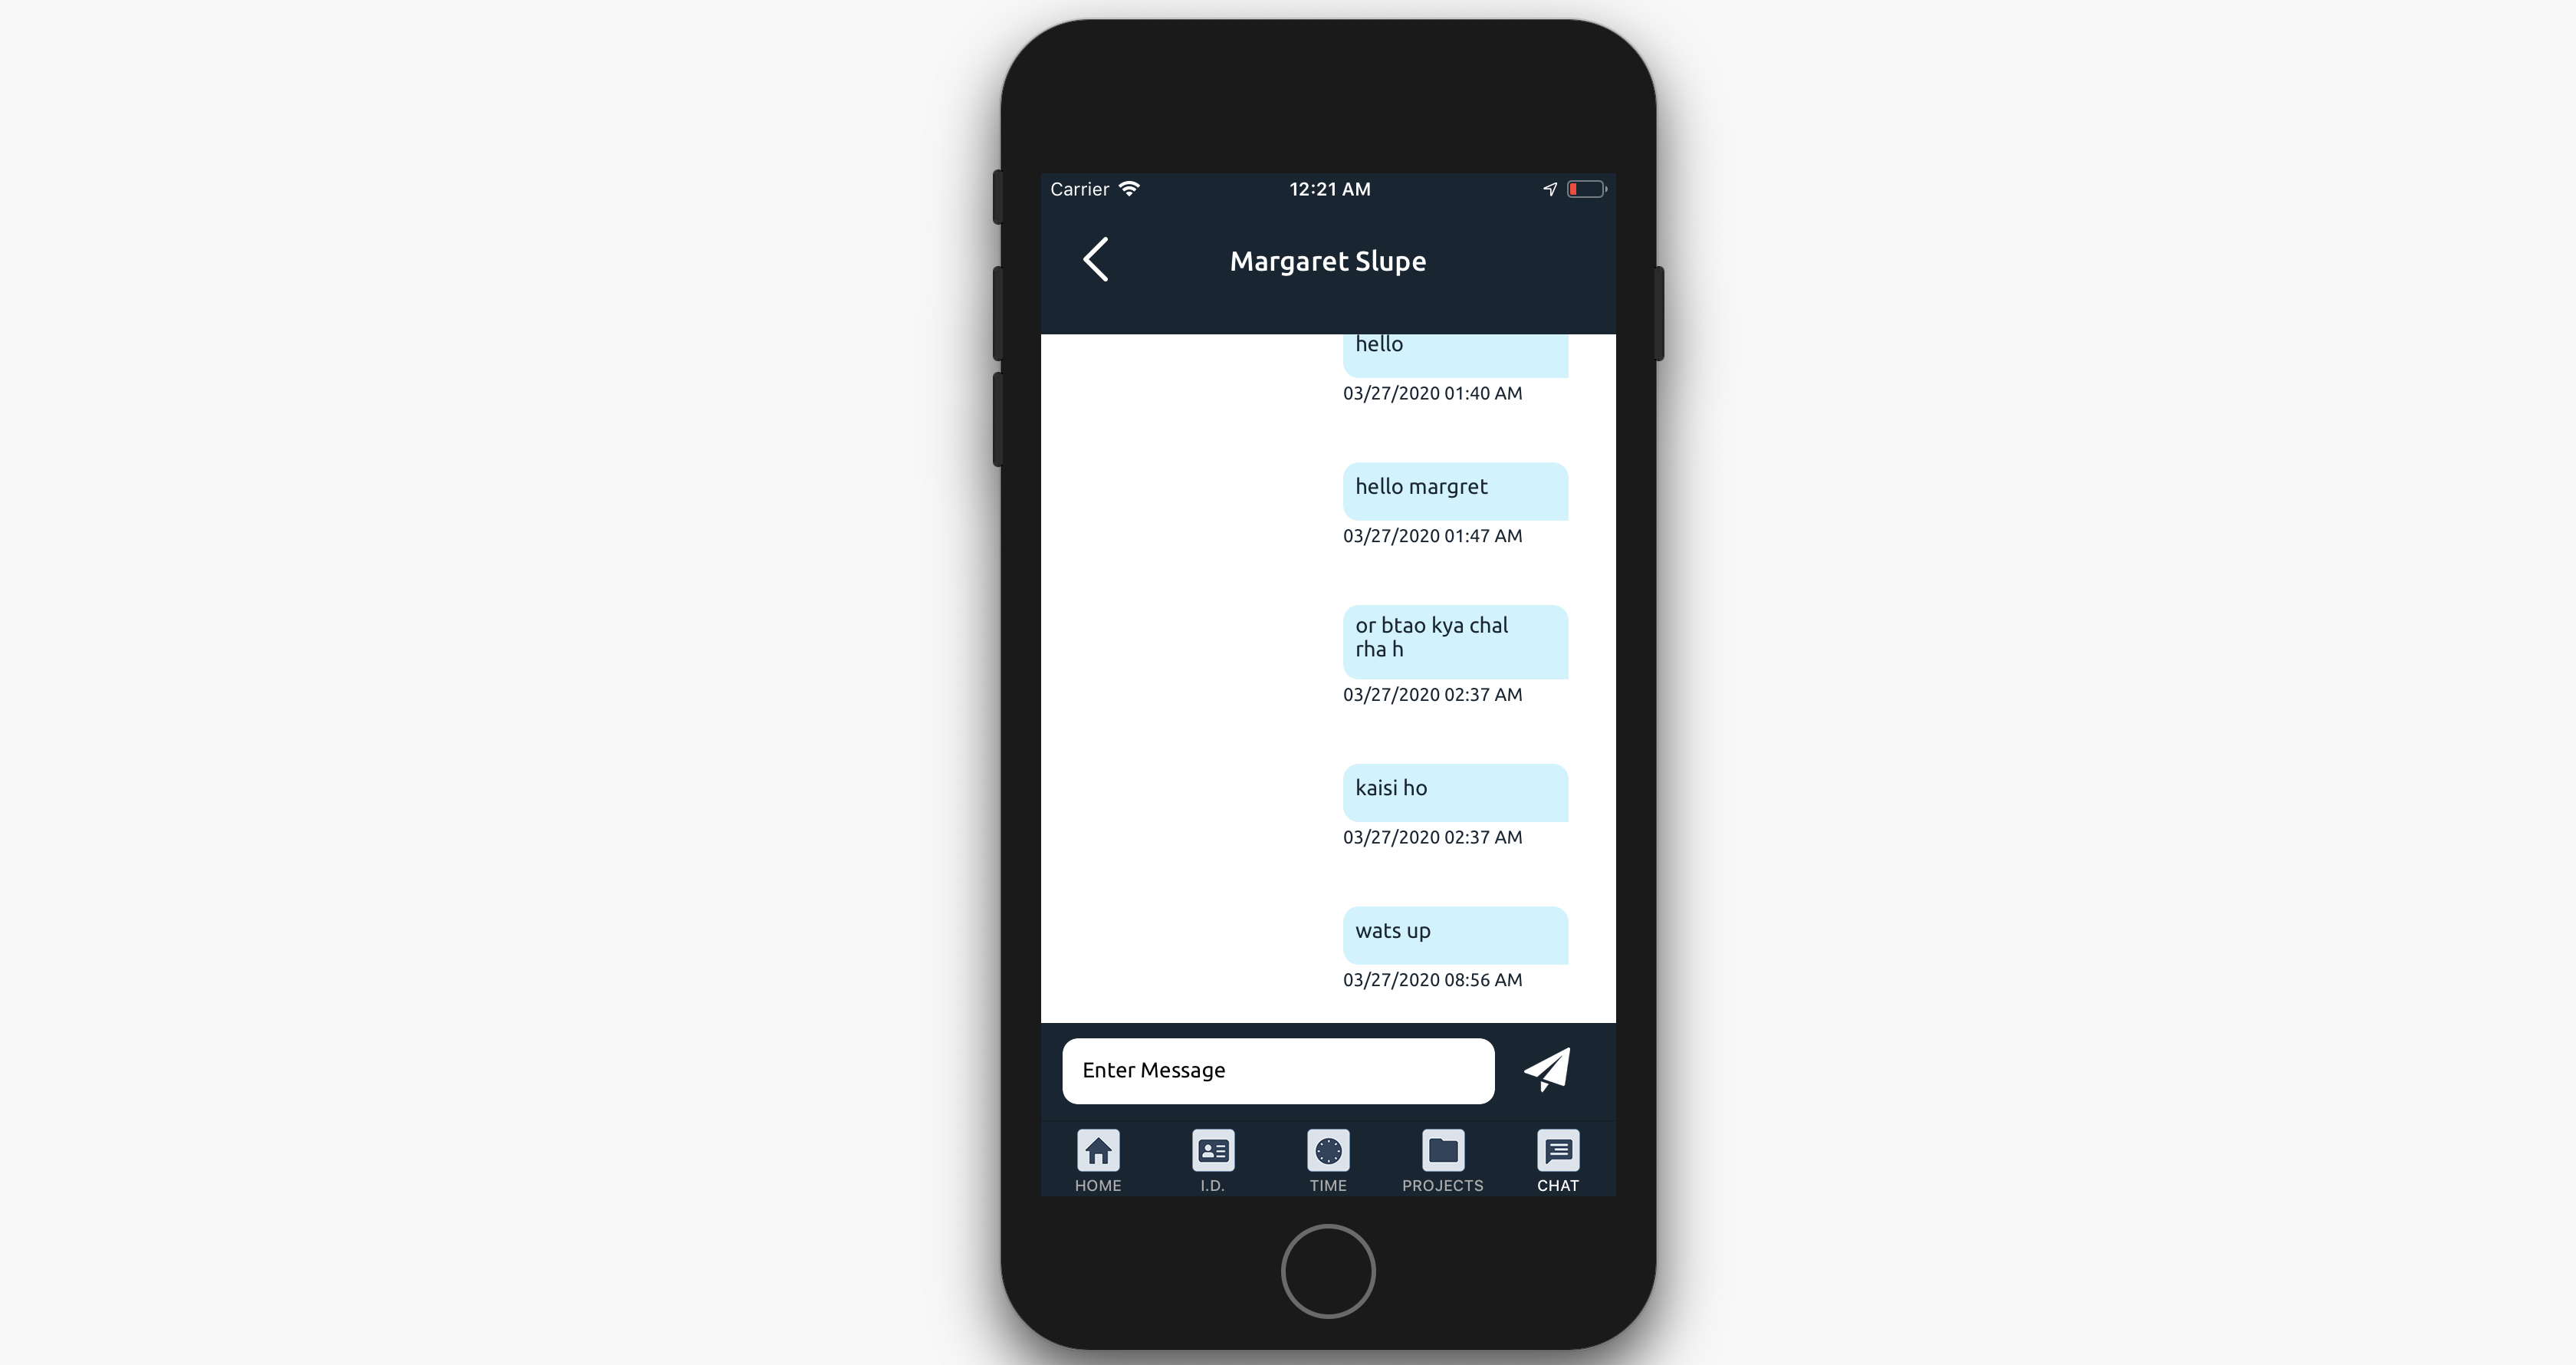 Carrier 12:21 AM
Margaret Slupe
hello
03/27/2020 01:40 AM
hello margret
03/27/2020 01:47 AM
or btao kya chal
rha h
03/27/2020 02:37 AM
kaisi ho
03/27/2020 02:37 AM
wats up
03/27/2020 08:56 AM
Enter Message
HOME I.D. TIME PROJECTS CHAT